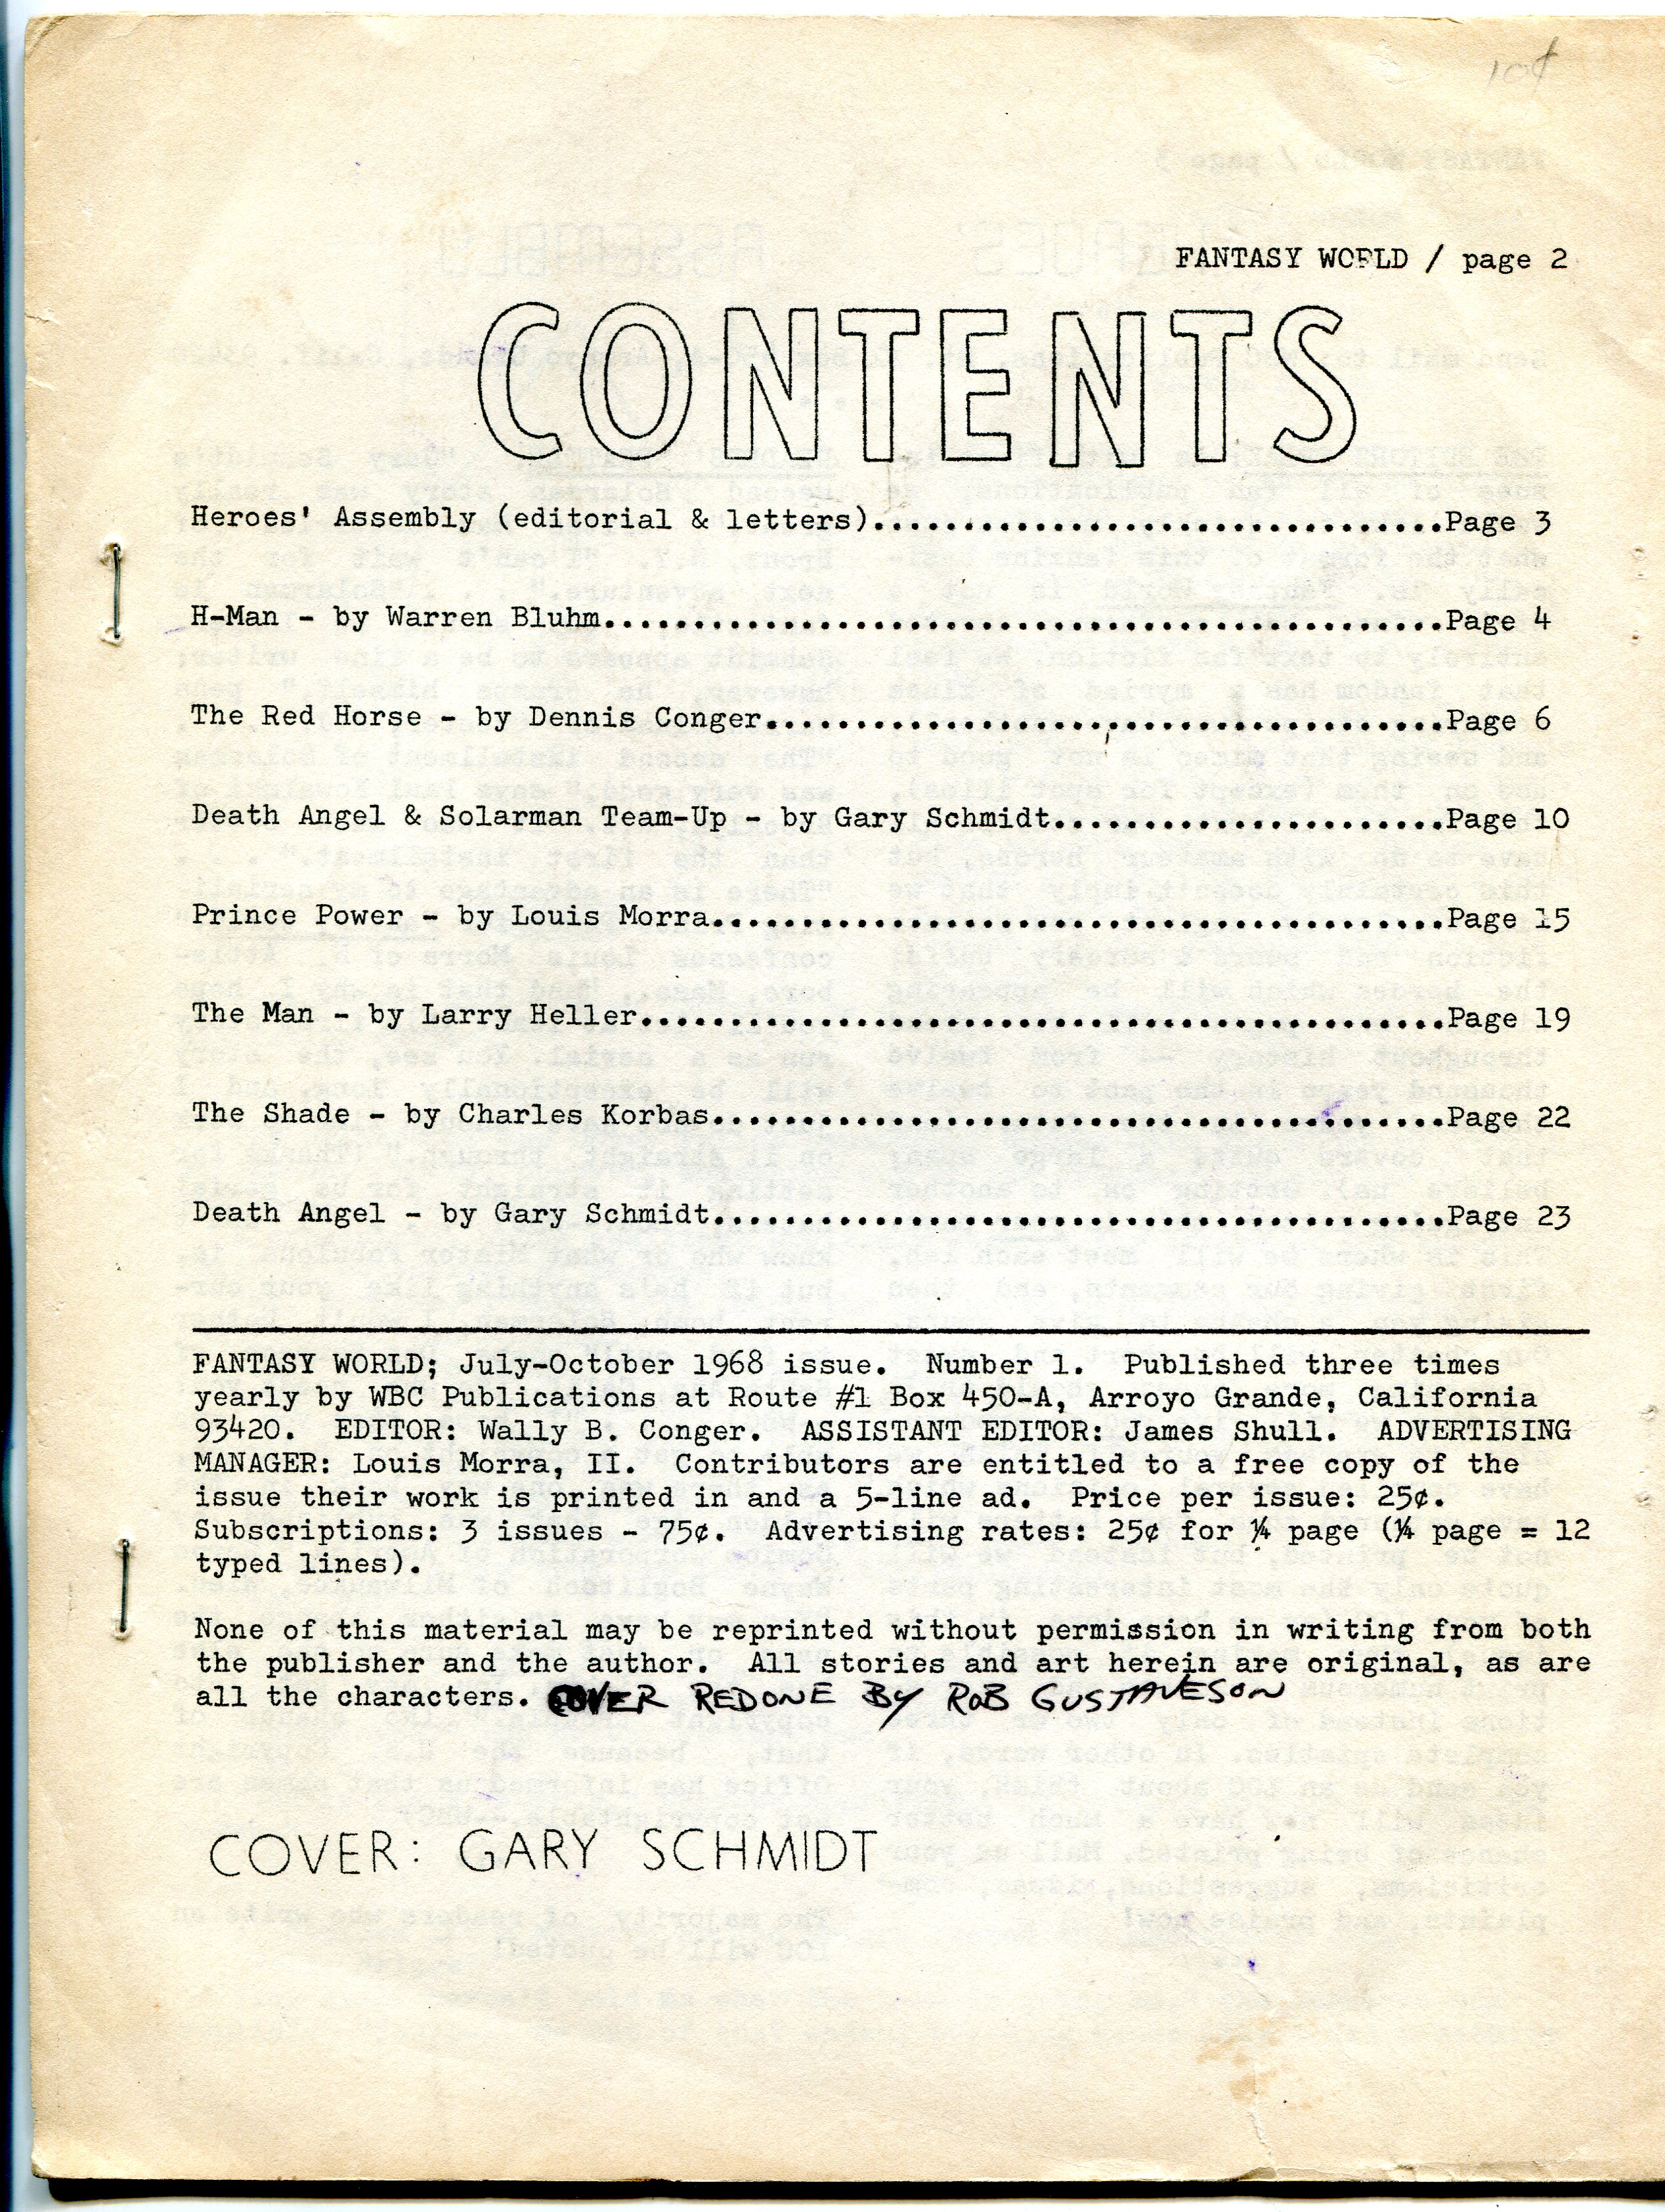 10¢
FANTASY WORLD / page 2
CONTENTS
Heroes' Assembly (editorial & letters)................................Page 3
H-Man - by Warren Bluhm...............................................Page 4
The Red Horse - by Dennis Conger......................................Page 6
Death Angel & Solarman Team-Up - by Gary Schmidt......................Page 10
Prince Power - by Louis Morra.........................................Page 15
The Man - by Larry Heller.............................................Page 19
The Shade - by Charles Korbas.........................................Page 22
Death Angel - by Gary Schmidt.........................................Page 23
FANTASY WORLD; July-October 1968 issue. Number 1. Published three times
yearly by WBC Publications at Route #1 Box 450-A, Arroyo Grande, California
93420. EDITOR: Wally B. Conger. ASSISTANT EDITOR: James Shull. ADVERTISING
MANAGER: Louis Morra, II. Contributors are entitled to a free copy of the
issue their work is printed in and a 5-line ad. Price per issue: 25¢.
Subscriptions: 3 issues - 75¢. Advertising rates: 25¢ for ¼ page (¼ page = 12
typed lines).
None of this material may be reprinted without permission in writing from both
the publisher and the author. All stories and art herein are original, as are
all the characters. COVER REDONE BY ROB GUSTAVESON
COVER: GARY SCHMIDT